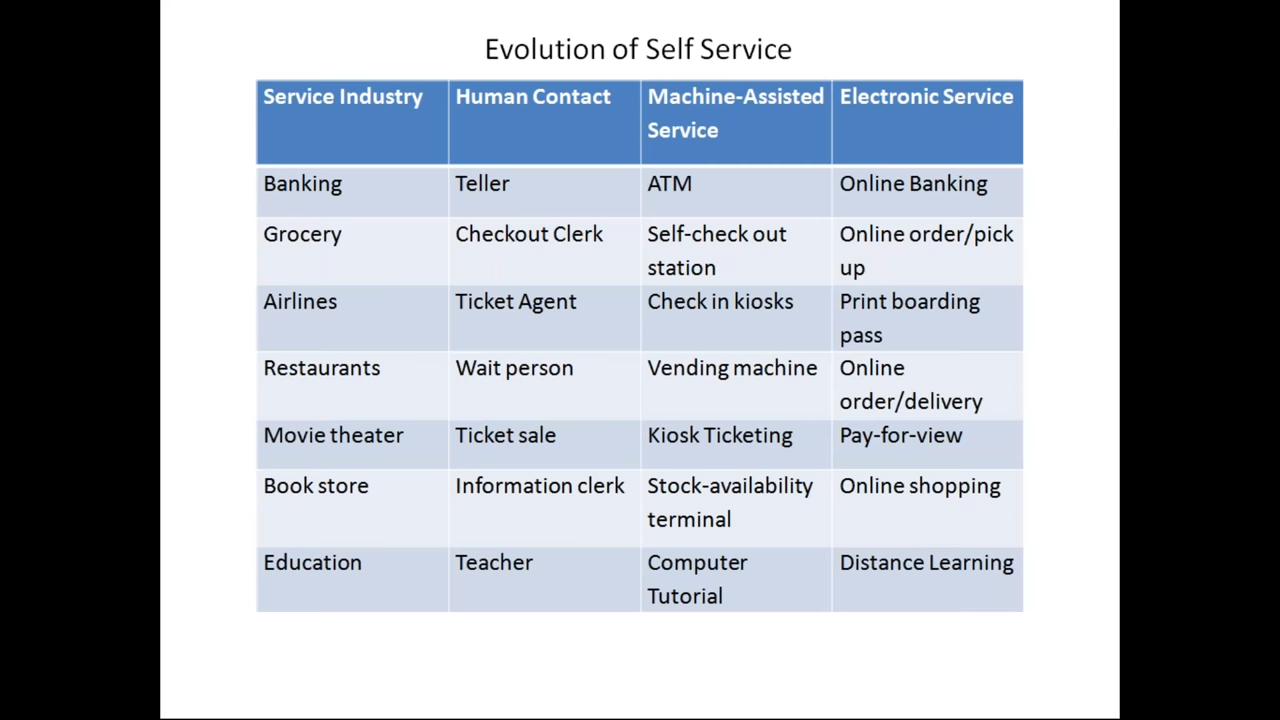 Evolution of Self Service
Service Industry Human Contact Machine-Assisted Service Electronic Service
Banking Teller ATM Online Banking
Grocery Checkout Clerk Self-check out station Online order/pick up
Airlines Ticket Agent Check in kiosks Print boarding pass
Restaurants Wait person Vending machine Online order/delivery
Movie theater Ticket sale Kiosk Ticketing Pay-for-view
Book store Information clerk Stock-availability terminal Online shopping
Education Teacher Computer Tutorial Distance Learning